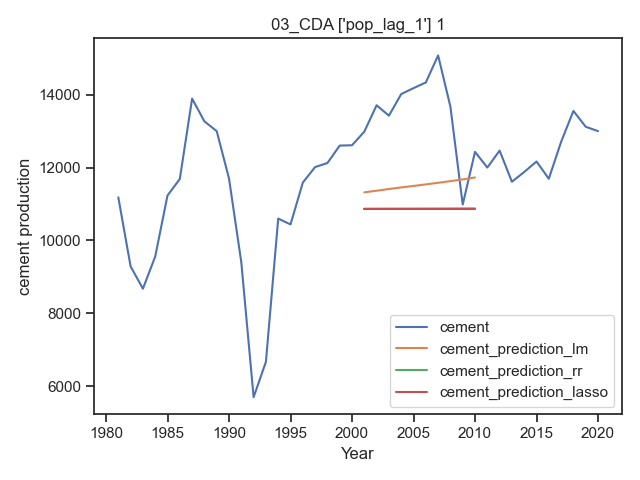 03_CDA ['pop_lag_1'] 1
cement production
14000
12000
10000
8000
6000
1980
1985
1990
1995
2000
2005
2010
2015
2020
Year
cement
cement_prediction_lm
cement_prediction_rr
cement_prediction_lasso